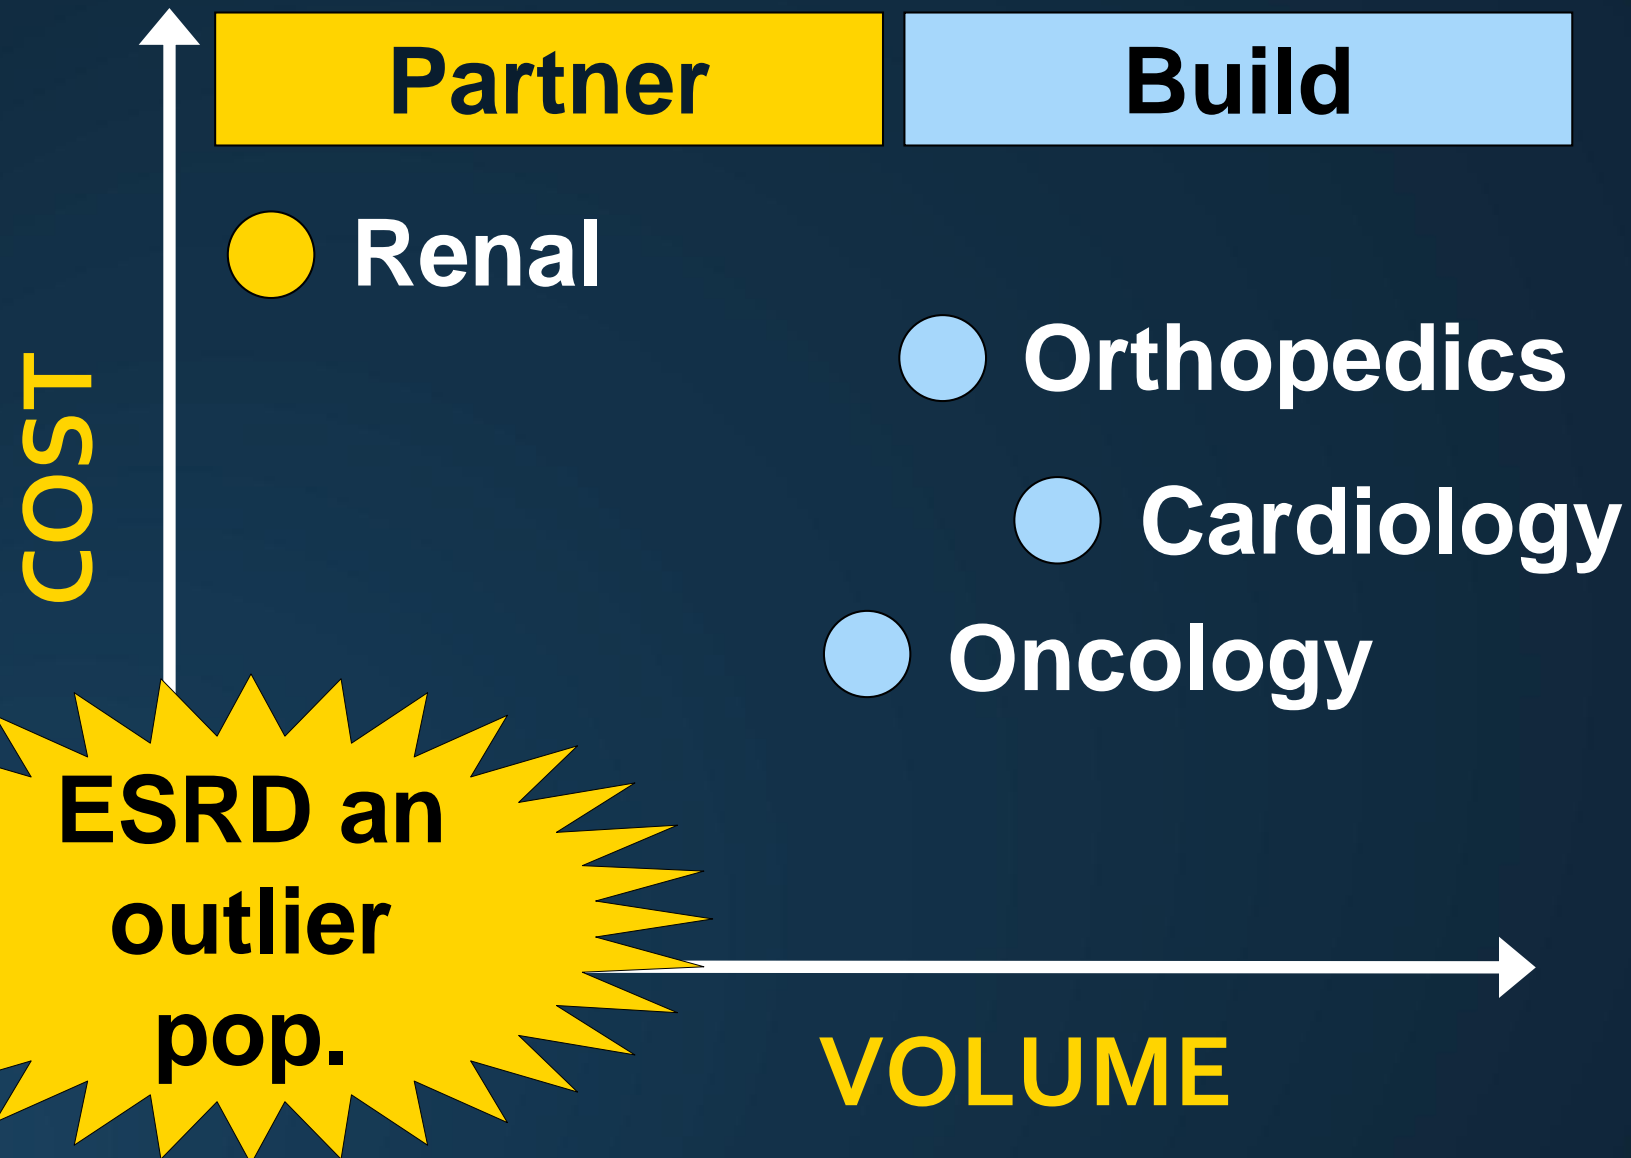 Partner
Build
Renal
Orthopedics
COST
Cardiology
Oncology
ESRD an
outlier
pop.
VOLUME